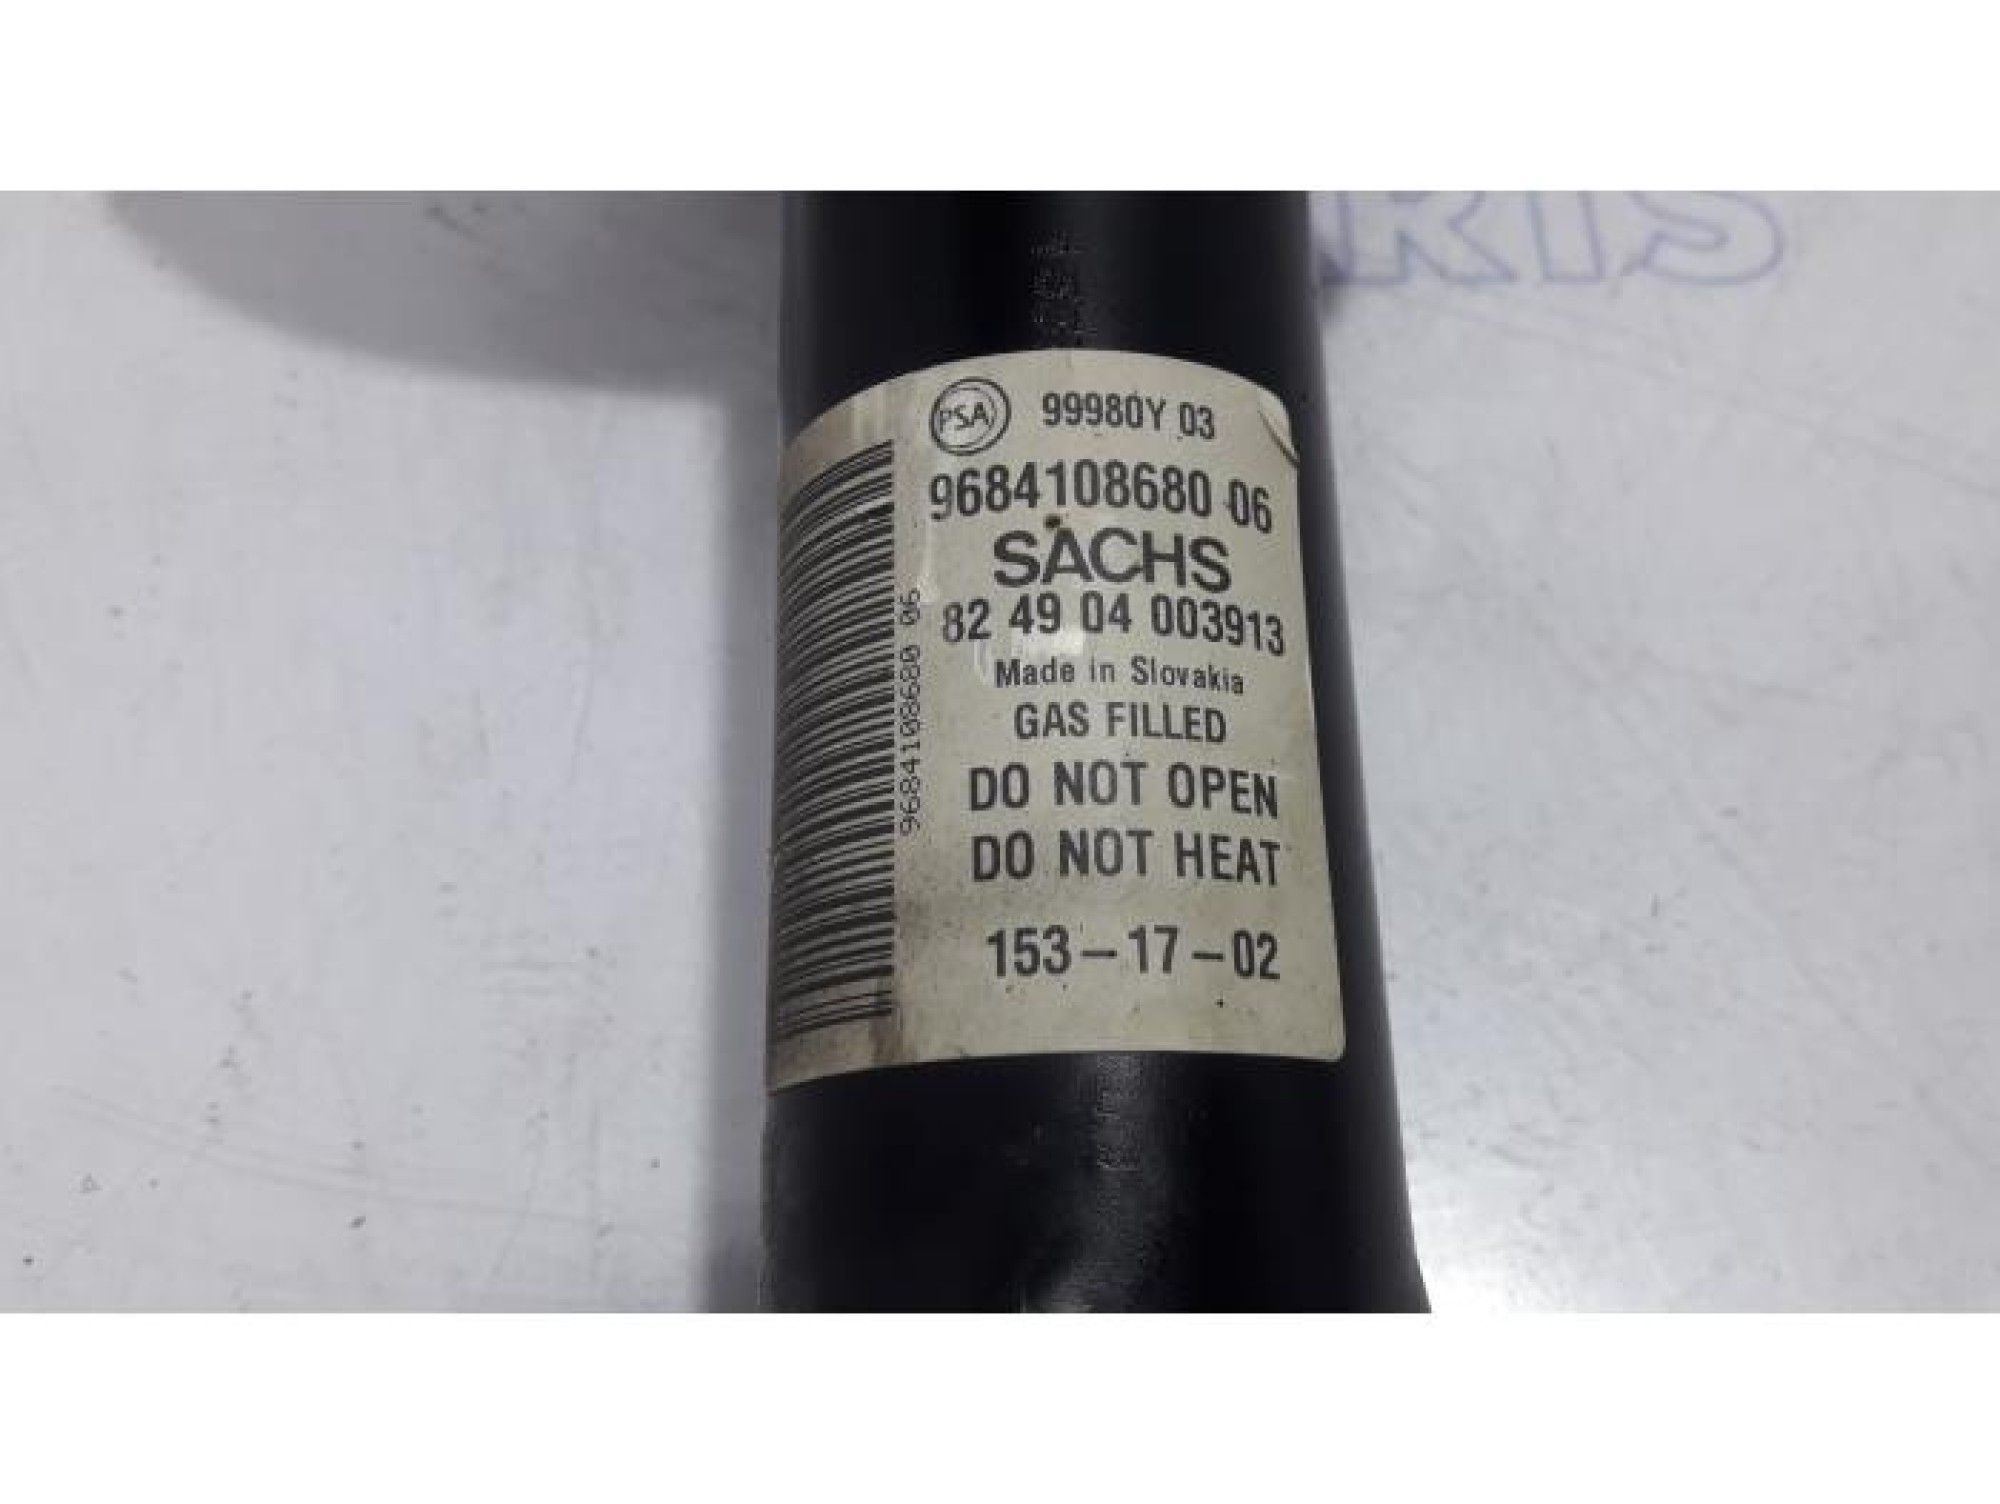 PSA 99980Y 03
9684108680 06
SACHS
82 49 04 003913
Made in Slovakia
GAS FILLED
DO NOT OPEN
DO NOT HEAT
153-17-02
9684108680 06